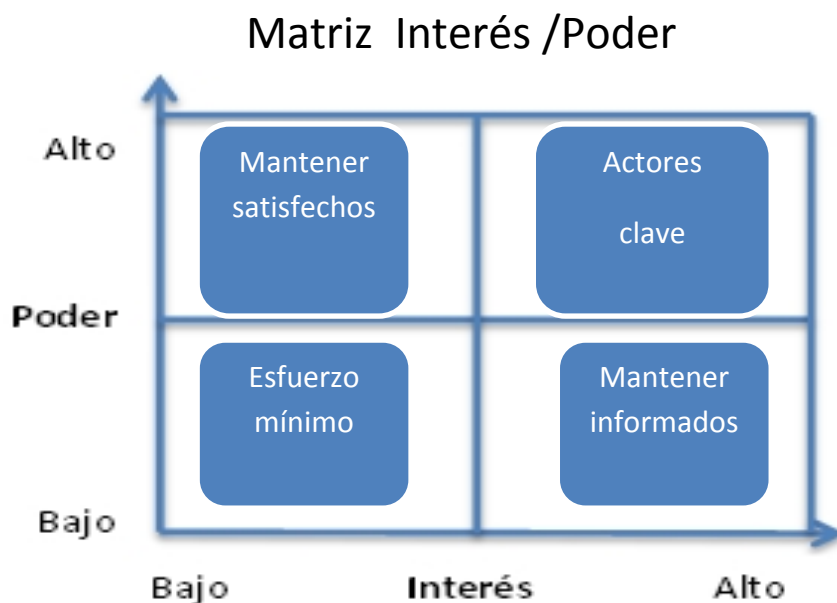 Matriz Interés /Poder
Alto
Mantener
satisfechos
Actores
clave
Poder
Esfuerzo
mínimo
Mantener
informados
Bajo
Bajo
Interés
Alto